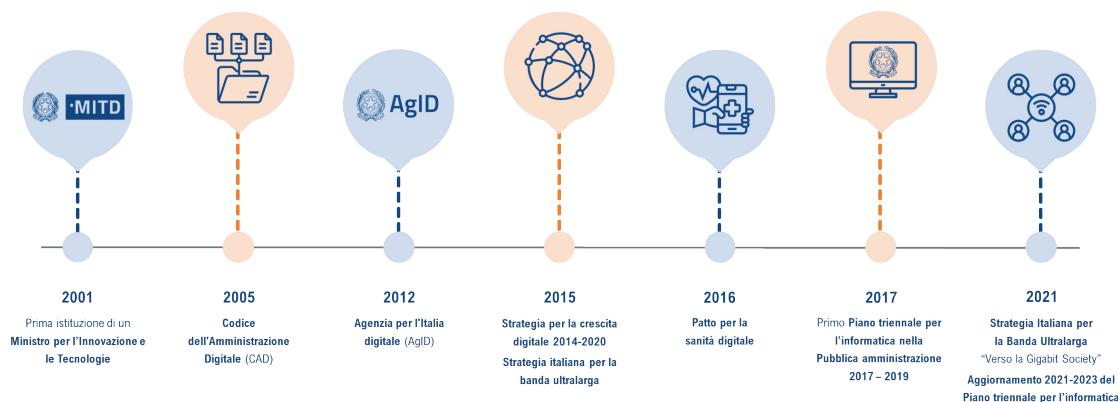 ·MITD
AgID
2001
Prima istituzione di un
Ministro per l'Innovazione e
le Tecnologie
2005
Codice
dell'Amministrazione
Digitale (CAD)
2012
Agenzia per l'Italia
digitale (AgID)
2015
Strategia per la crescita
digitale 2014-2020
Strategia italiana per la
banda ultralarga
2016
Patto per la
sanità digitale
2017
Primo Piano triennale per
l'informatica nella
Pubblica amministrazione
2017 – 2019
2021
Strategia Italiana per
la Banda Ultralarga
“Verso la Gigabit Society”
Aggiornamento 2021-2023 del
Piano triennale per l'informatica